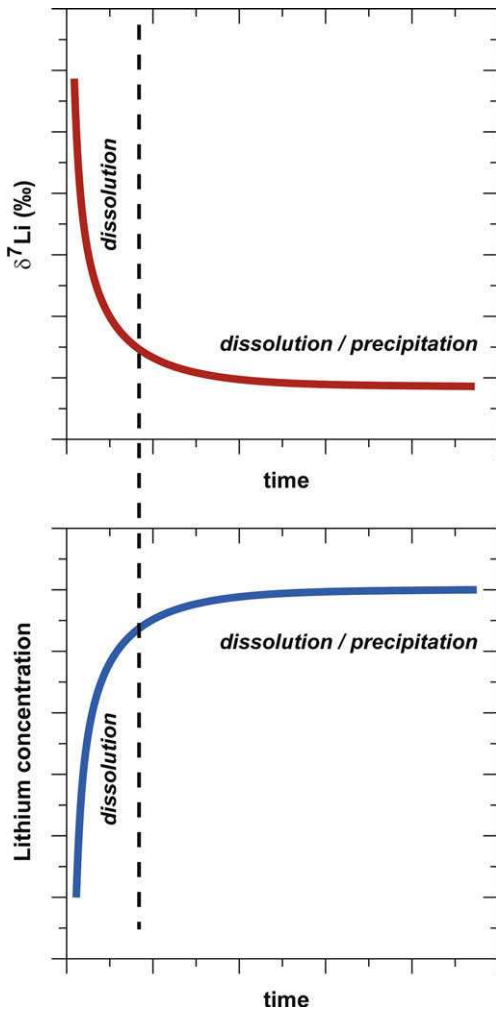 δ⁷Li (‰)
dissolution
dissolution / precipitation
time
Lithium concentration
dissolution / precipitation
dissolution
time